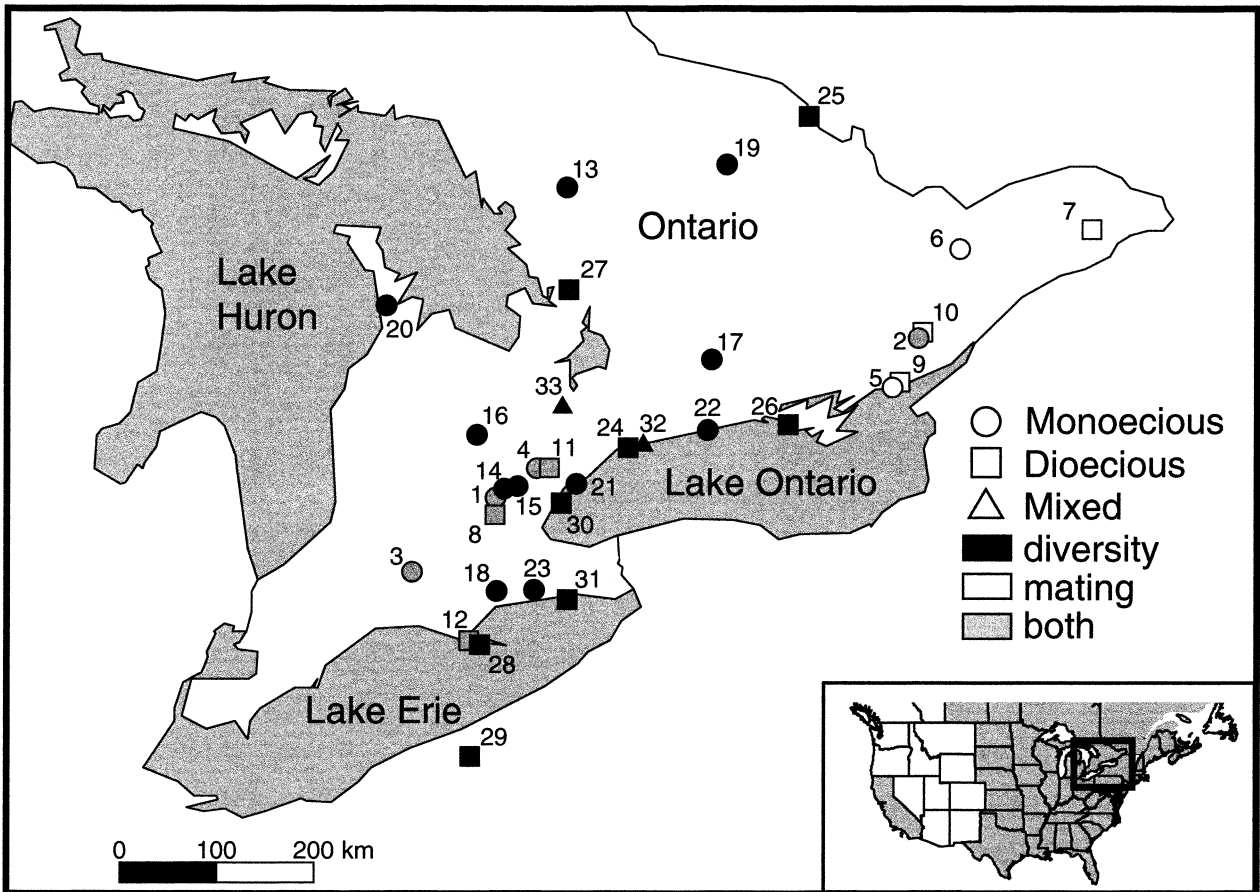 25
19
13
Ontario
7
6
Lake
Huron
27
20
10
2
17
9
5
33
16
22
26
24
32
4
11
14
1
15
21
30
8
Lake Ontario
Monoecious
Dioecious
Mixed
diversity
mating
both
3
18
23
31
12
28
Lake Erie
29
0 100 200 km